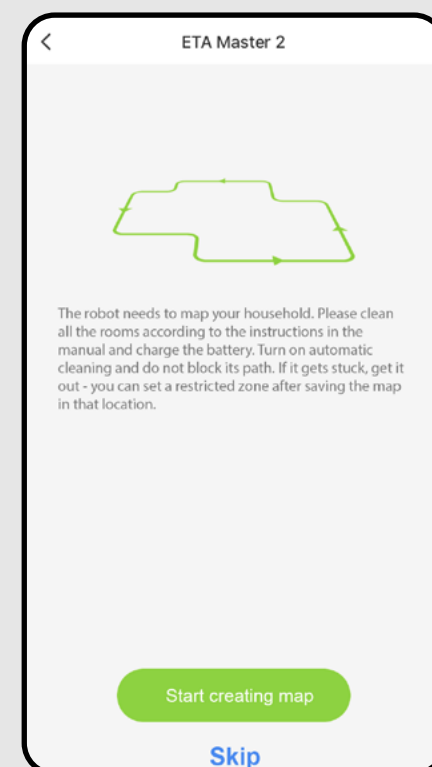 ETA Master 2
The robot needs to map your household. Please clean
all the rooms according to the instructions in the
manual and charge the battery. Turn on automatic
cleaning and do not block its path. If it gets stuck, get it
out - you can set a restricted zone after saving the map
in that location.
Start creating map
Skip